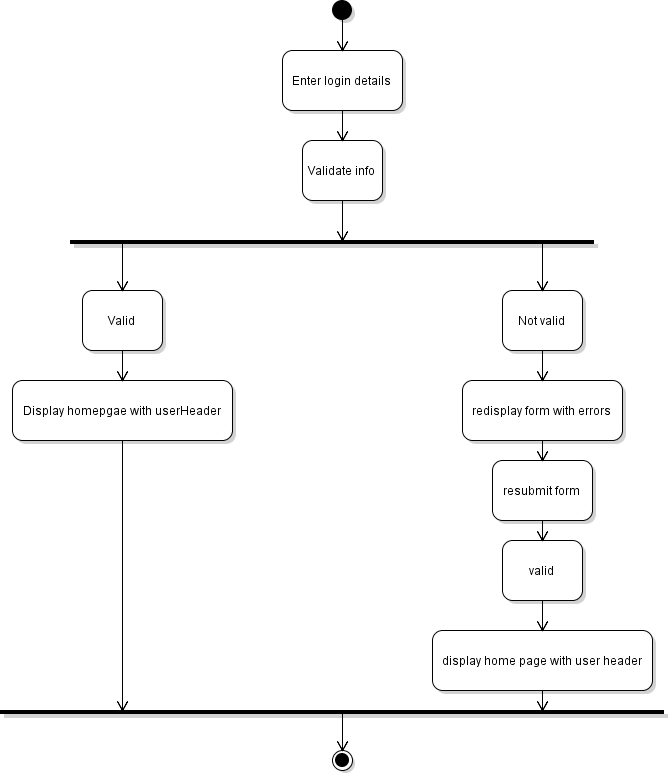 Enter login details
Validate info
Valid
Not valid
Display homepgae with userHeader
redisplay form with errors
resubmit form
valid
display home page with user header